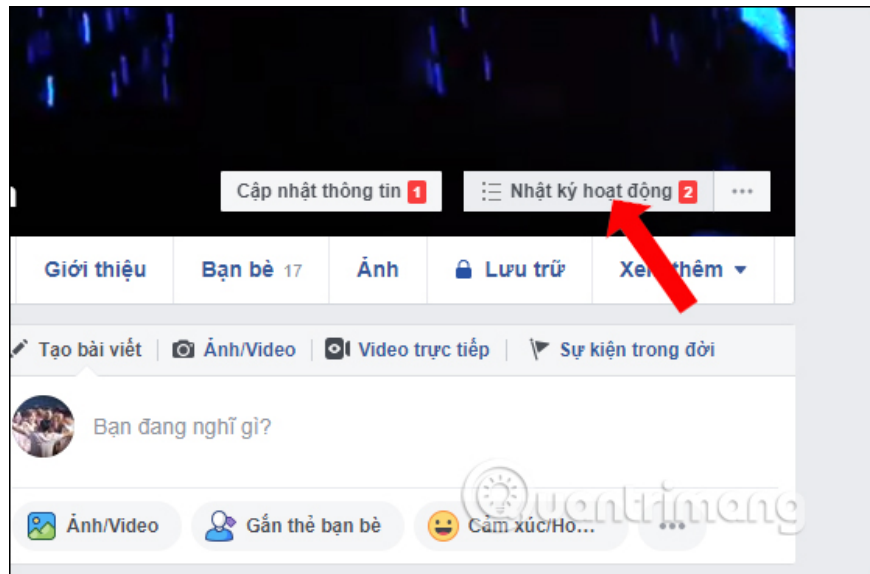 Cập nhật thông tin 1 Nhật ký hoạt động 2
Giới thiệu Bạn bè 17 Ảnh Lưu trữ Xem thêm
Tạo bài viết Ảnh/Video Video trực tiếp Sự kiện trong đời
Bạn đang nghĩ gì?
Ảnh/Video Gắn thẻ bạn bè Cảm xúc/Ho...
Quantrimang